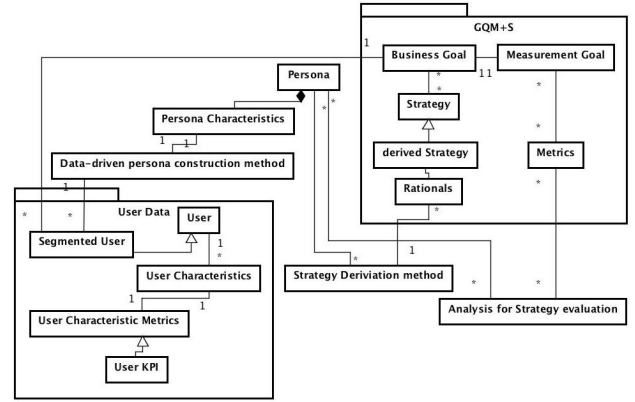 GQM+S
1
Business Goal
Measurement Goal
11
Persona
*
*
*
*
*
Strategy
Persona Characteristics
1
1
*
derived Strategy
Metrics
Data-driven persona construction method
1
Rationals
*
User Data
User
*
*
*
Segmented User
1
*
1
*
User Characteristics
Strategy Deriviation method
*
*
1
1
User Characteristic Metrics
Analysis for Strategy evaluation
User KPI